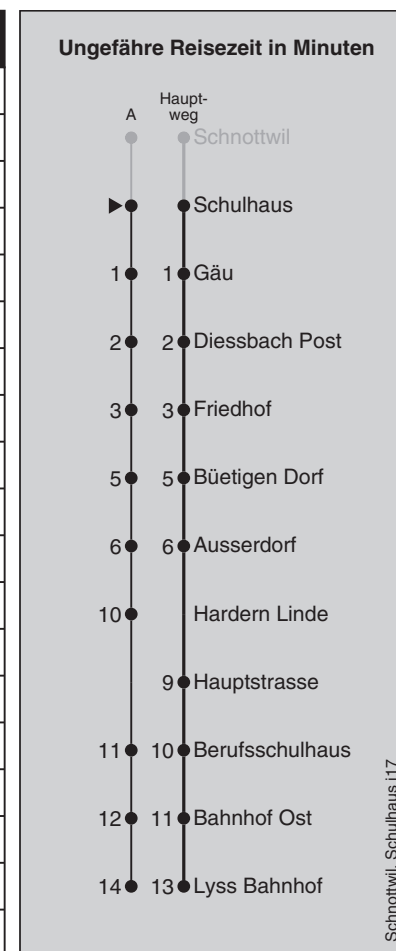 Ungefähre Reisezeit in Minuten
A Haupt-
weg
Schnottwil
Schulhaus
1 1 Gäu
2 2 Diessbach Post
3 3 Friedhof
5 5 Büetigen Dorf
6 6 Ausserdorf
10 Hardern Linde
9 Hauptstrasse
11 10 Berufsschulhaus
12 11 Bahnhof Ost
14 13 Lyss Bahnhof
Schnottwil, Schulhaus j17